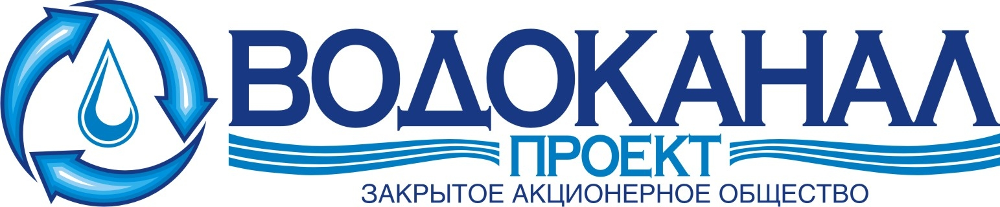 ВОДОКАНАЛ
ПРОЕКТ
ЗАКРЫТОЕ АКЦИОНЕРНОЕ ОБЩЕСТВО